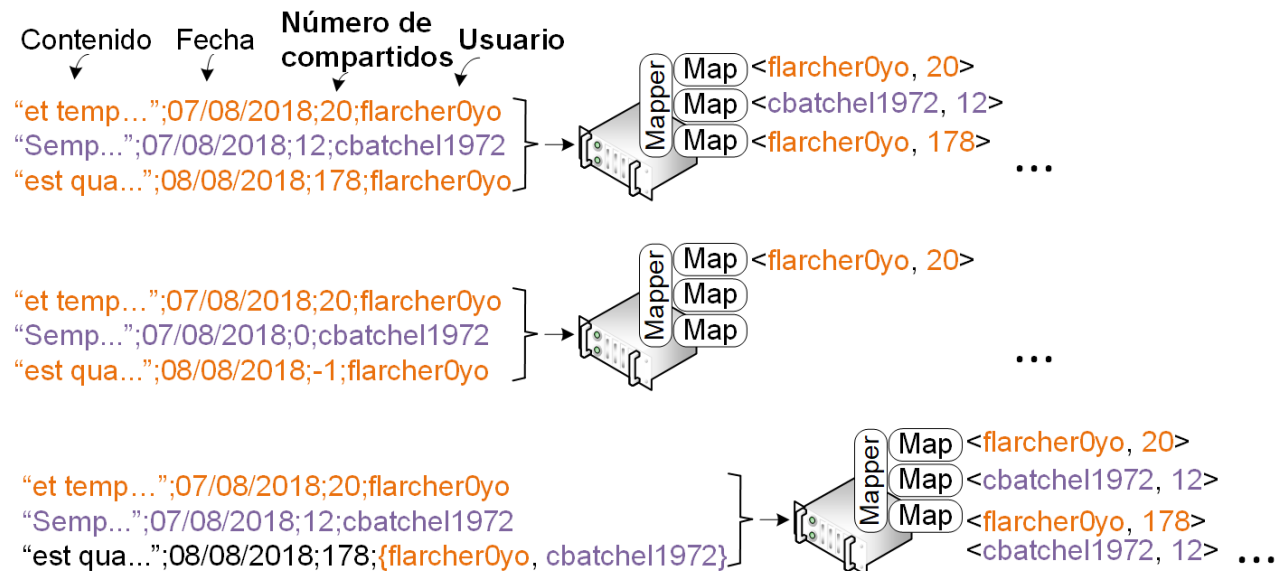 Contenido Fecha Número de compartidos Usuario
“et temp...”;07/08/2018;20;flarcher0yo
“Semp...”;07/08/2018;12;cbatchel1972
“est qua...”;08/08/2018;178;flarcher0yo
Mapper
Map <flarcher0yo, 20>
Map <cbatchel1972, 12>
Map <flarcher0yo, 178>
...
“et temp...”;07/08/2018;20;flarcher0yo
“Semp...”;07/08/2018;0;cbatchel1972
“est qua...”;08/08/2018;-1;flarcher0yo
Mapper
Map <flarcher0yo, 20>
Map
Map
...
“et temp...”;07/08/2018;20;flarcher0yo
“Semp...”;07/08/2018;12;cbatchel1972
“est qua...”;08/08/2018;178;{flarcher0yo, cbatchel1972}
Mapper
Map <flarcher0yo, 20>
Map <cbatchel1972, 12>
Map <flarcher0yo, 178>
<cbatchel1972, 12>
...